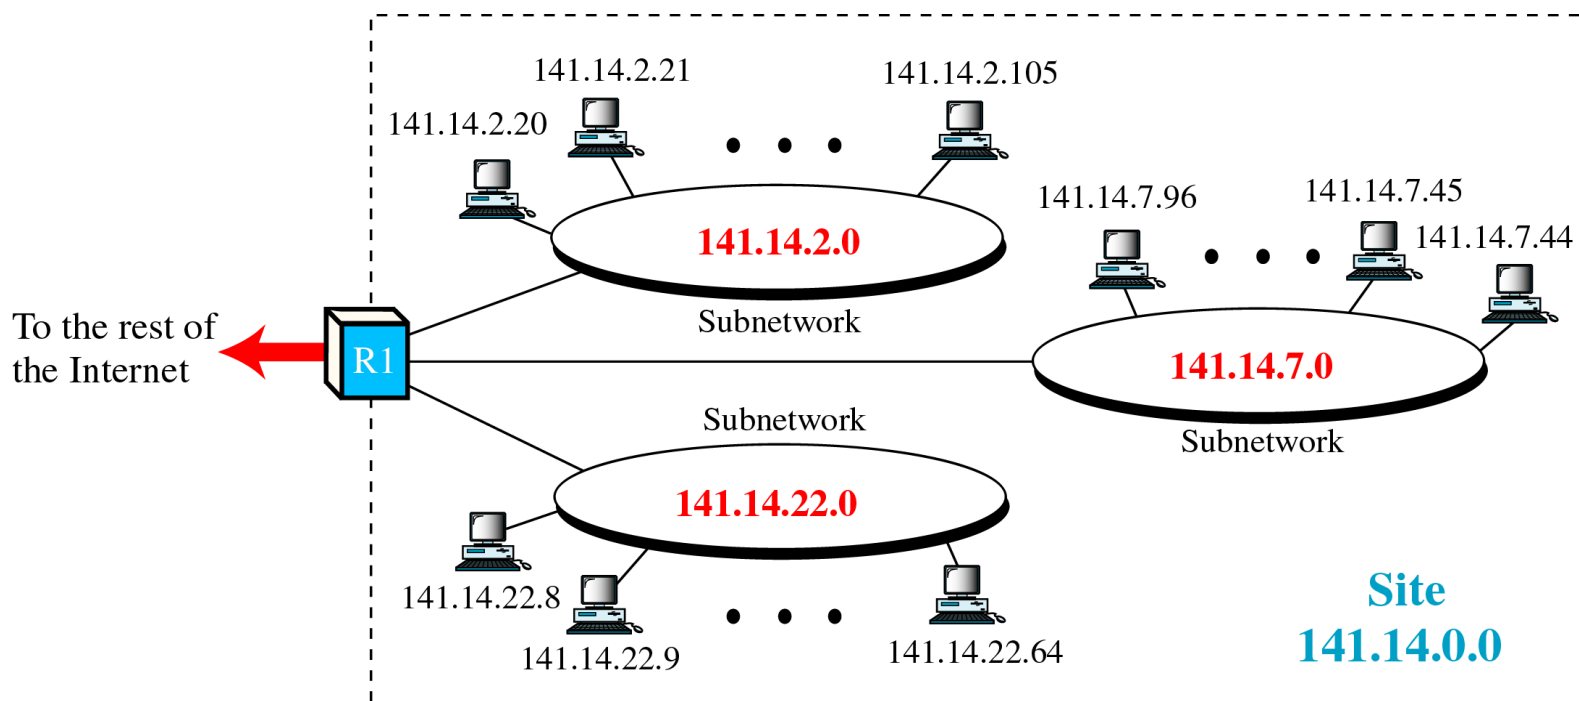 141.14.2.21
141.14.2.105
141.14.2.20
141.14.7.96
141.14.7.45
141.14.7.44
141.14.2.0
Subnetwork
To the rest of
the Internet
R1
141.14.7.0
Subnetwork
Subnetwork
141.14.22.0
141.14.22.8
141.14.22.9
141.14.22.64
Site
141.14.0.0